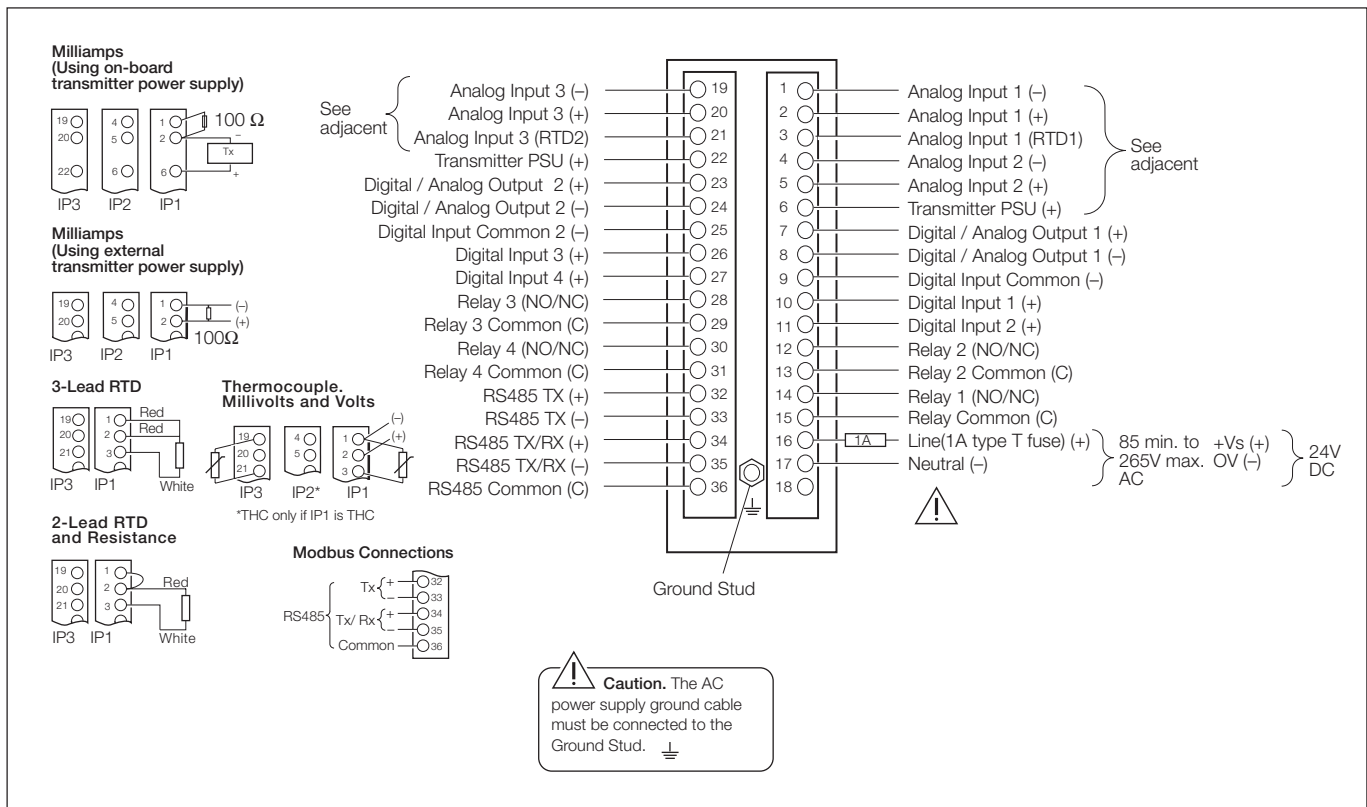 Milliamps
(Using on-board
transmitter power supply)
19
20
22
IP3
4
5
6
IP2
1
2
6
IP1
100 Ω
–
Tx
+
Milliamps
(Using external
transmitter power supply)
19
20
IP3
4
5
IP2
1
2
IP1
(–)
(+)
100Ω
3-Lead RTD
19
20
21
IP3
1
2
3
IP1
Red
Red
White
Thermocouple.
Millivolts and Volts
19
20
21
IP3
4
5
IP2*
1
2
3
IP1
(–)
(+)
*THC only if IP1 is THC
2-Lead RTD
and Resistance
19
20
21
IP3
1
2
3
IP1
Red
White
Modbus Connections
RS485
Tx + 32
– 33
Tx/ Rx + 34
– 35
Common 36
See
adjacent
Analog Input 3 (–) 19
Analog Input 3 (+) 20
Analog Input 3 (RTD2) 21
Transmitter PSU (+) 22
Digital / Analog Output 2 (+) 23
Digital / Analog Output 2 (–) 24
Digital Input Common 2 (–) 25
Digital Input 3 (+) 26
Digital Input 4 (+) 27
Relay 3 (NO/NC) 28
Relay 3 Common (C) 29
Relay 4 (NO/NC) 30
Relay 4 Common (C) 31
RS485 TX (+) 32
RS485 TX (–) 33
RS485 TX/RX (+) 34
RS485 TX/RX (–) 35
RS485 Common (C) 36
1 Analog Input 1 (–)
2 Analog Input 1 (+)
3 Analog Input 1 (RTD1)
4 Analog Input 2 (–)
5 Analog Input 2 (+)
6 Transmitter PSU (+)
See
adjacent
7 Digital / Analog Output 1 (+)
8 Digital / Analog Output 1 (–)
9 Digital Input Common (–)
10 Digital Input 1 (+)
11 Digital Input 2 (+)
12 Relay 2 (NO/NC)
13 Relay 2 Common (C)
14 Relay 1 (NO/NC)
15 Relay Common (C)
16 1A Line(1A type T fuse) (+)
17 Neutral (–)
18
85 min. to
265V max.
AC
+Vs (+)
OV (–)
24V
DC
!
Ground Stud
! Caution. The AC
power supply ground cable
must be connected to the
Ground Stud.